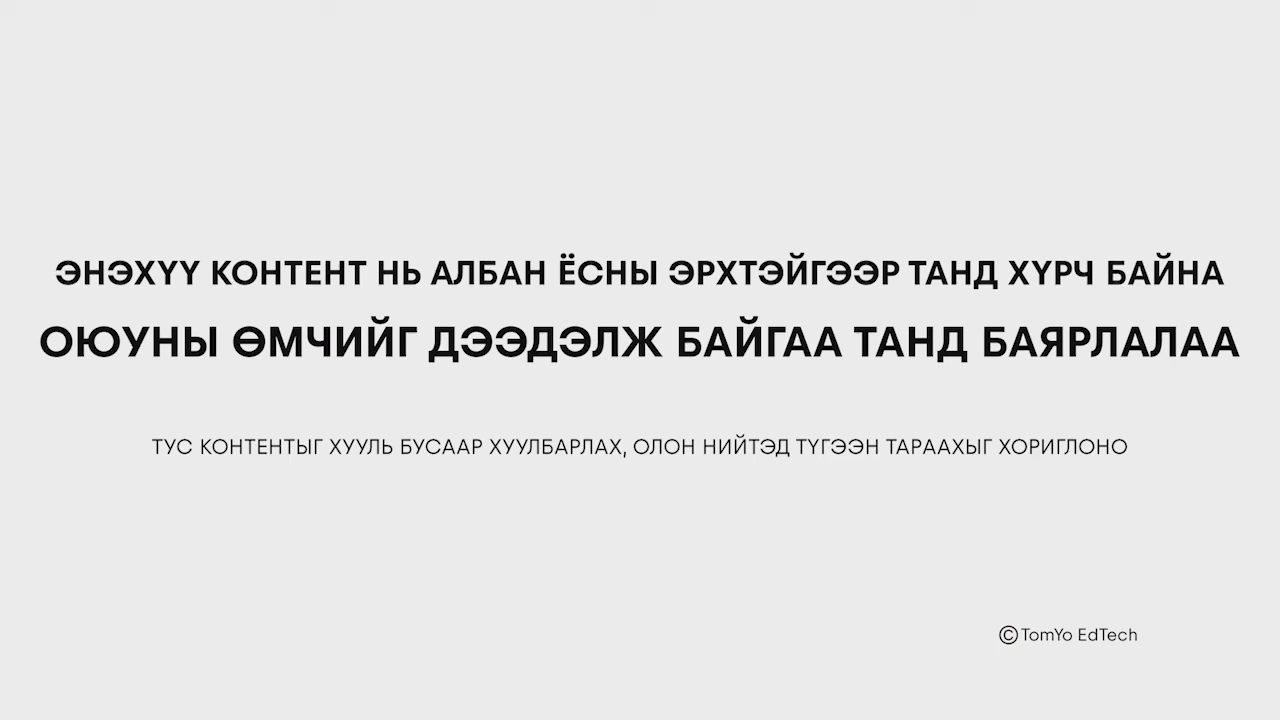 ЭНЭХҮҮ КОНТЕНТ НЬ АЛБАН ЁСНЫ ЭРХТЭЙГЭЭР ТАНД ХҮРЧ БАЙНА
ОЮУНЫ ӨМЧИЙГ ДЭЭДЭЛЖ БАЙГАА ТАНД БАЯРЛАЛАА
ТУС КОНТЕНТЫГ ХУУЛЬ БУСААР ХУУЛБАРЛАХ, ОЛОН НИЙТЭД ТҮГЭЭН ТАРААХЫГ ХОРИГЛОНО
© TomYo EdTech